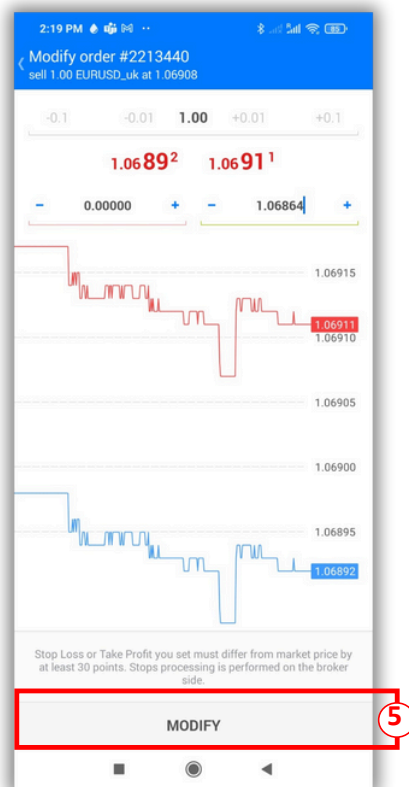 2:19 PM
85
Modify order #2213440
sell 1.00 EURUSD_uk at 1.06908
-0.1 -0.01 1.00 +0.01 +0.1
1.06892 1.06911
- 0.00000 + - 1.06864 +
1.06915
1.06911
1.06910
1.06905
1.06900
1.06895
1.06892
Stop Loss or Take Profit you set must differ from market price by
at least 30 points. Stops processing is performed on the broker
side.
MODIFY
5